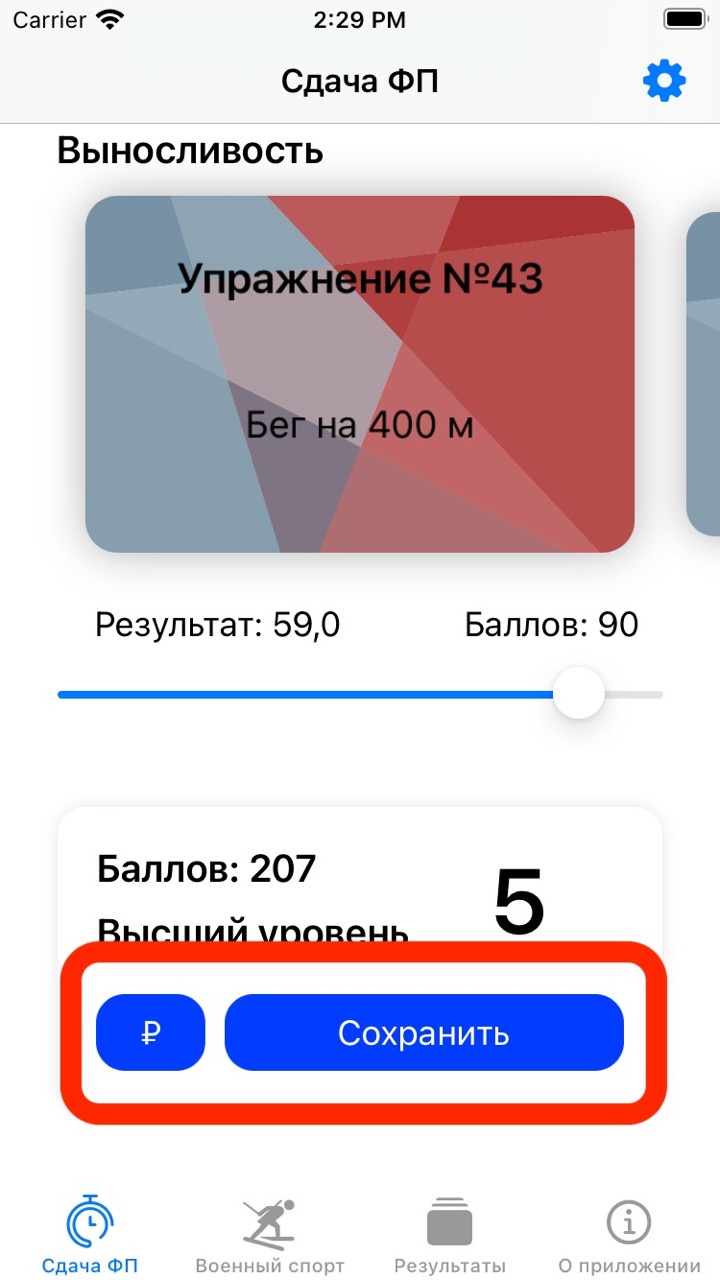 Carrier 2:29 PM
Сдача ФП
Выносливость
Упражнение №43
Бег на 400 м
Результат: 59,0 Баллов: 90
Баллов: 207
5
Высший уровень
₽ Сохранить
Сдача ФП Военный спорт Результаты О приложении